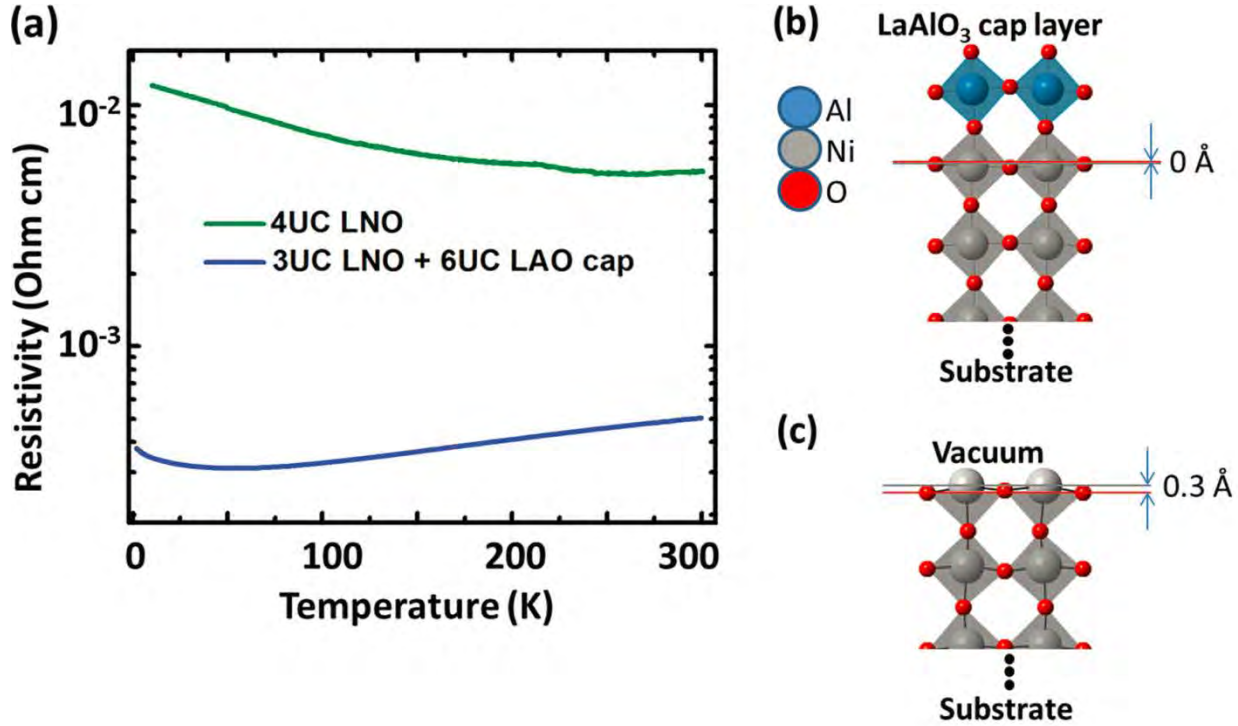 (a)
10⁻²
10⁻³
Resistivity (Ohm cm)
4UC LNO
3UC LNO + 6UC LAO cap
0 100 200 300
Temperature (K)
(b)
LaAlO₃ cap layer
Al
Ni
O
0 Å
Substrate
(c)
Vacuum
0.3 Å
Substrate